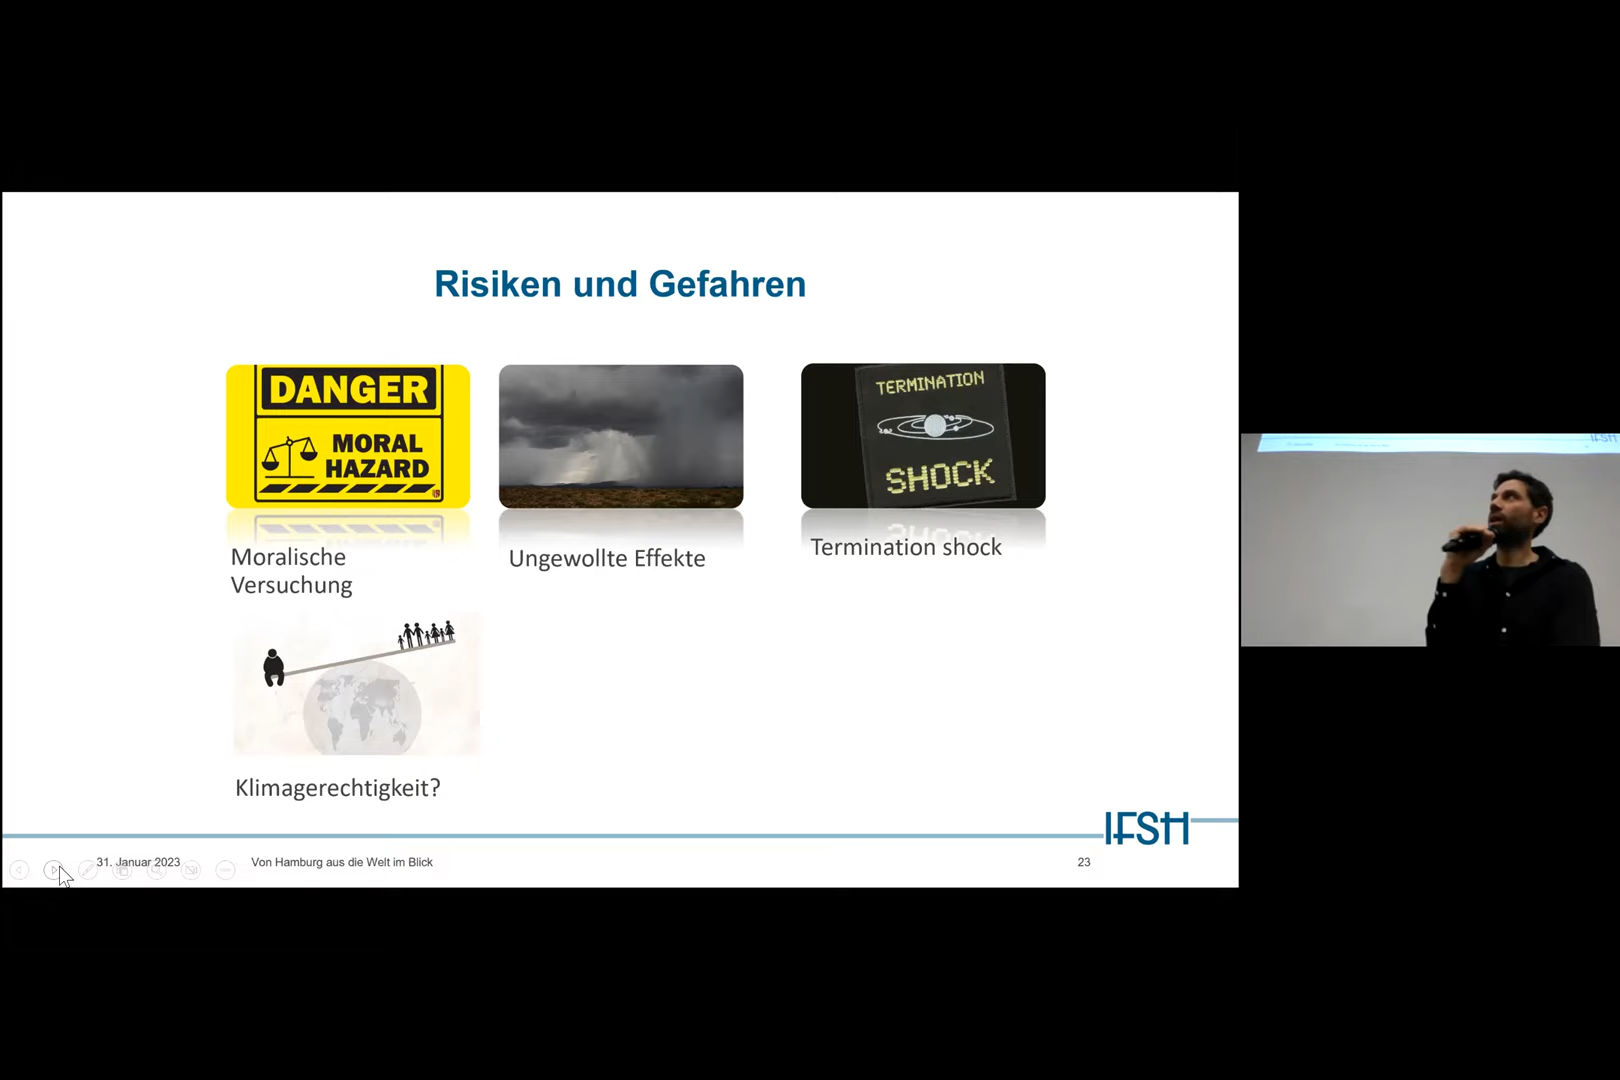 Risiken und Gefahren
DANGER
MORAL
HAZARD
TERMINATION
SHOCK
Moralische
Versuchung
Ungewollte Effekte
Termination shock
Klimagerechtigkeit?
IFSH
31. Januar 2023
Von Hamburg aus die Welt im Blick
23
IFSH